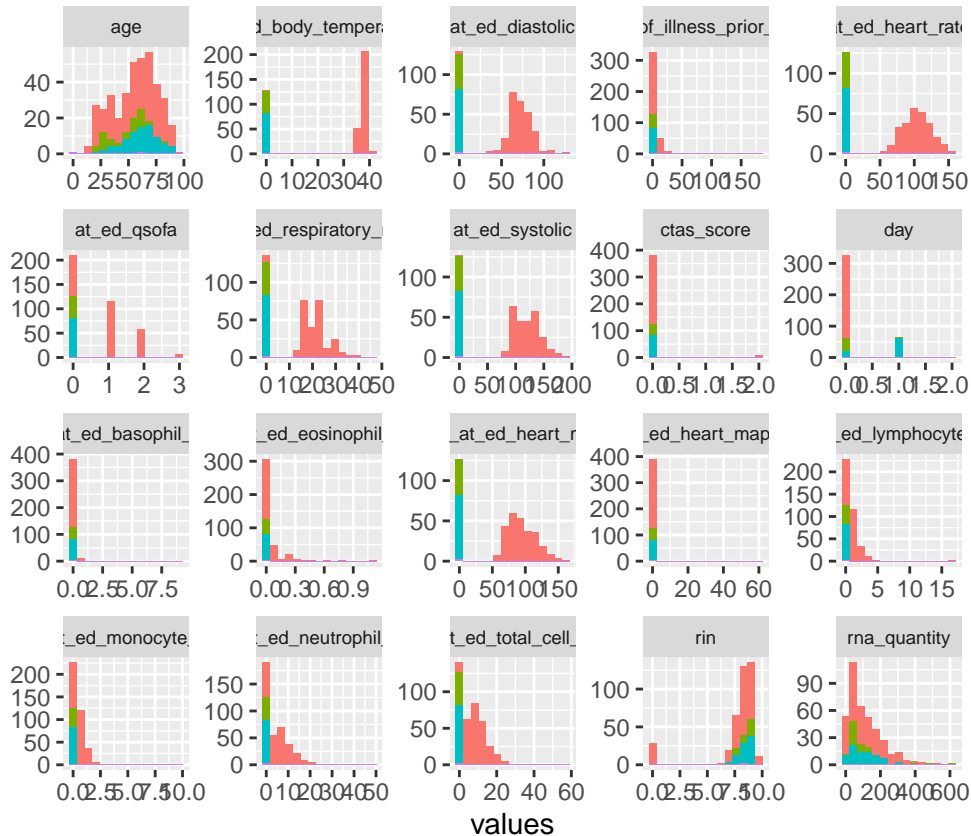 age
d_body_tempera
at_ed_diastolic
of_illness_prior_
at_ed_heart_rate
40
20
0
0 25 50 75 100
200
150
100
50
0
0 10 20 30 40
100
50
0
0 50 100
300
200
100
0
0 50 100 150
100
50
0
0 50 100 150
at_ed_qsofa
ed_respiratory_r
at_ed_systolic
ctas_score
day
200
150
100
50
0
0 1 2 3
100
50
0
0 10 20 30 40 50
100
50
0
0 50 100 150 200
400
300
200
100
0
0.0 0.5 1.0 1.5 2.0
300
200
100
0
0.0 0.5 1.0 1.5 2.0
at_ed_basophil_
t_ed_eosinophil_
_at_ed_heart_r
_ed_heart_map
_ed_lymphocyte
400
300
200
100
0
0.0 2.5 5.0 7.5
300
200
100
0
0.0 0.3 0.6 0.9
100
50
0
0 50 100 150
400
300
200
100
0
0 20 40 60
200
150
100
50
0
0 5 10 15
t_ed_monocyte_
t_ed_neutrophil_
t_ed_total_cell_
rin
rna_quantity
200
150
100
50
0
0.0 2.5 5.0 7.5 10.0
150
100
50
0
0 10 20 30 40 50
100
50
0
0 20 40 60
100
50
0
0.0 2.5 5.0 7.5 10.0
90
60
30
0
0 200 400 600
values